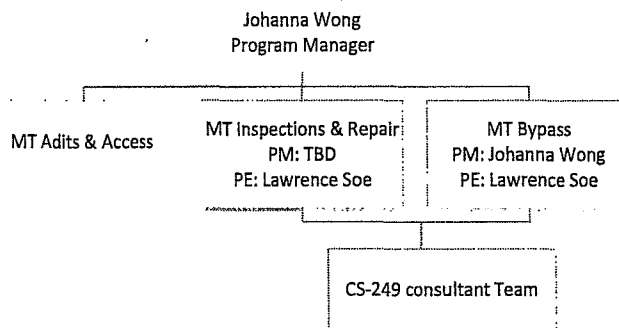 Johanna Wong
Program Manager
MT Adits & Access
MT Inspections & Repair
PM: TBD
PE: Lawrence Soe
MT Bypass
PM: Johanna Wong
PE: Lawrence Soe
CS-249 consultant Team